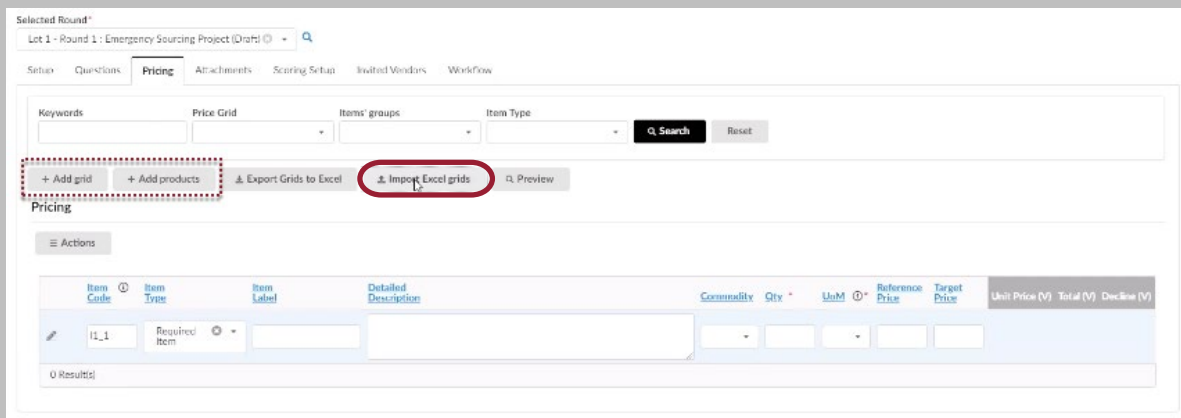 Selected Round*
Lot 1 - Round 1 : Emergency Sourcing Project (Draft)
Setup Questions Pricing Attachments Scoring Setup Invited Vendors Workflow
Keywords Price Grid Items' groups Item Type
Search Reset
+ Add grid + Add products Export Grids to Excel Import Excel grids Preview
Pricing
Actions
Item Code Item Type Item Label Detailed Description Commodity Qty * UoM * Reference Price Target Price Unit Price (V) Total (V) Decline (V)
I1_1 Required Item
0 Result(s)